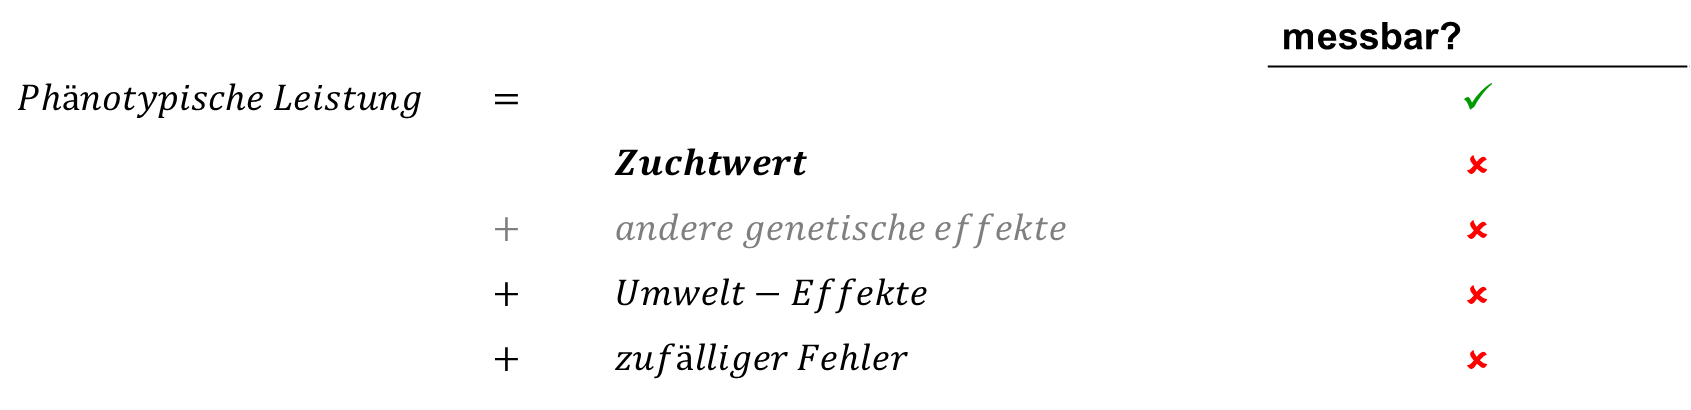 messbar?
Phänotypische Leistung = ✓
Zuchtwert ✘
+ andere genetische effekte ✘
+ Umwelt − Effekte ✘
+ zufälliger Fehler ✘